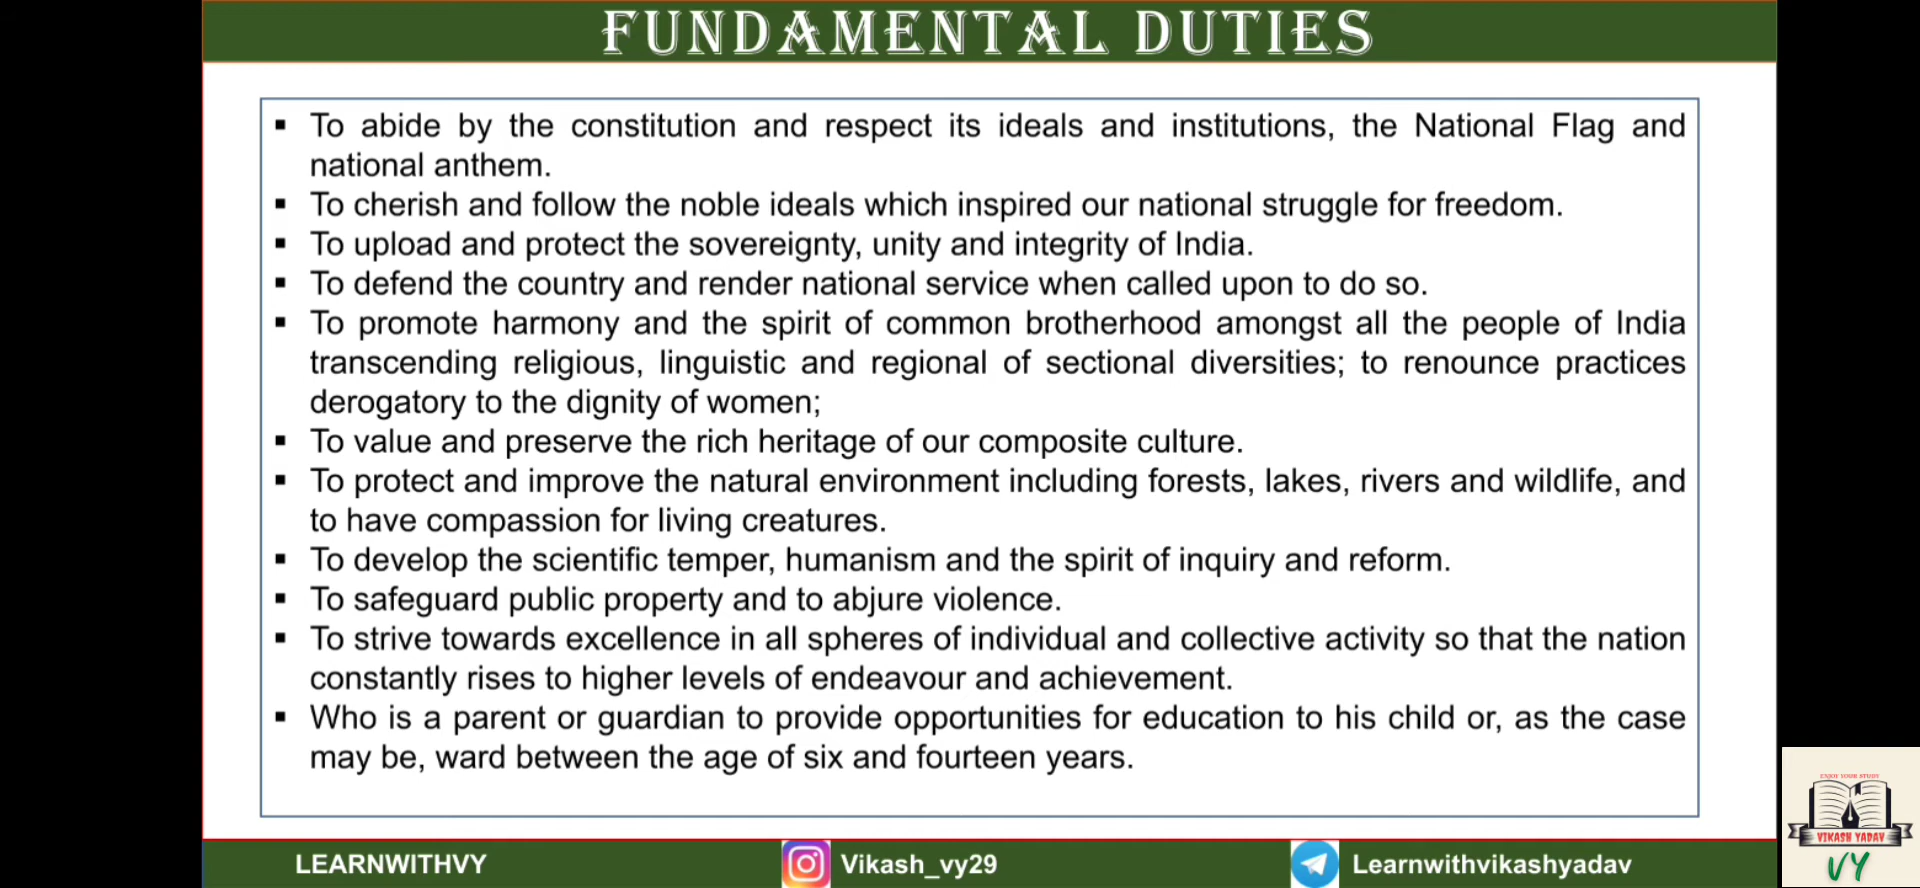 FUNDAMENTAL DUTIES
▪ To abide by the constitution and respect its ideals and institutions, the National Flag and
national anthem.
▪ To cherish and follow the noble ideals which inspired our national struggle for freedom.
▪ To upload and protect the sovereignty, unity and integrity of India.
▪ To defend the country and render national service when called upon to do so.
▪ To promote harmony and the spirit of common brotherhood amongst all the people of India
transcending religious, linguistic and regional of sectional diversities; to renounce practices
derogatory to the dignity of women;
▪ To value and preserve the rich heritage of our composite culture.
▪ To protect and improve the natural environment including forests, lakes, rivers and wildlife, and
to have compassion for living creatures.
▪ To develop the scientific temper, humanism and the spirit of inquiry and reform.
▪ To safeguard public property and to abjure violence.
▪ To strive towards excellence in all spheres of individual and collective activity so that the nation
constantly rises to higher levels of endeavour and achievement.
▪ Who is a parent or guardian to provide opportunities for education to his child or, as the case
may be, ward between the age of six and fourteen years.
LEARNWITHVY
Vikash_vy29
Learnwithvikashyadav
ENJOY YOUR STUDY
VIKASH YADAV
VY